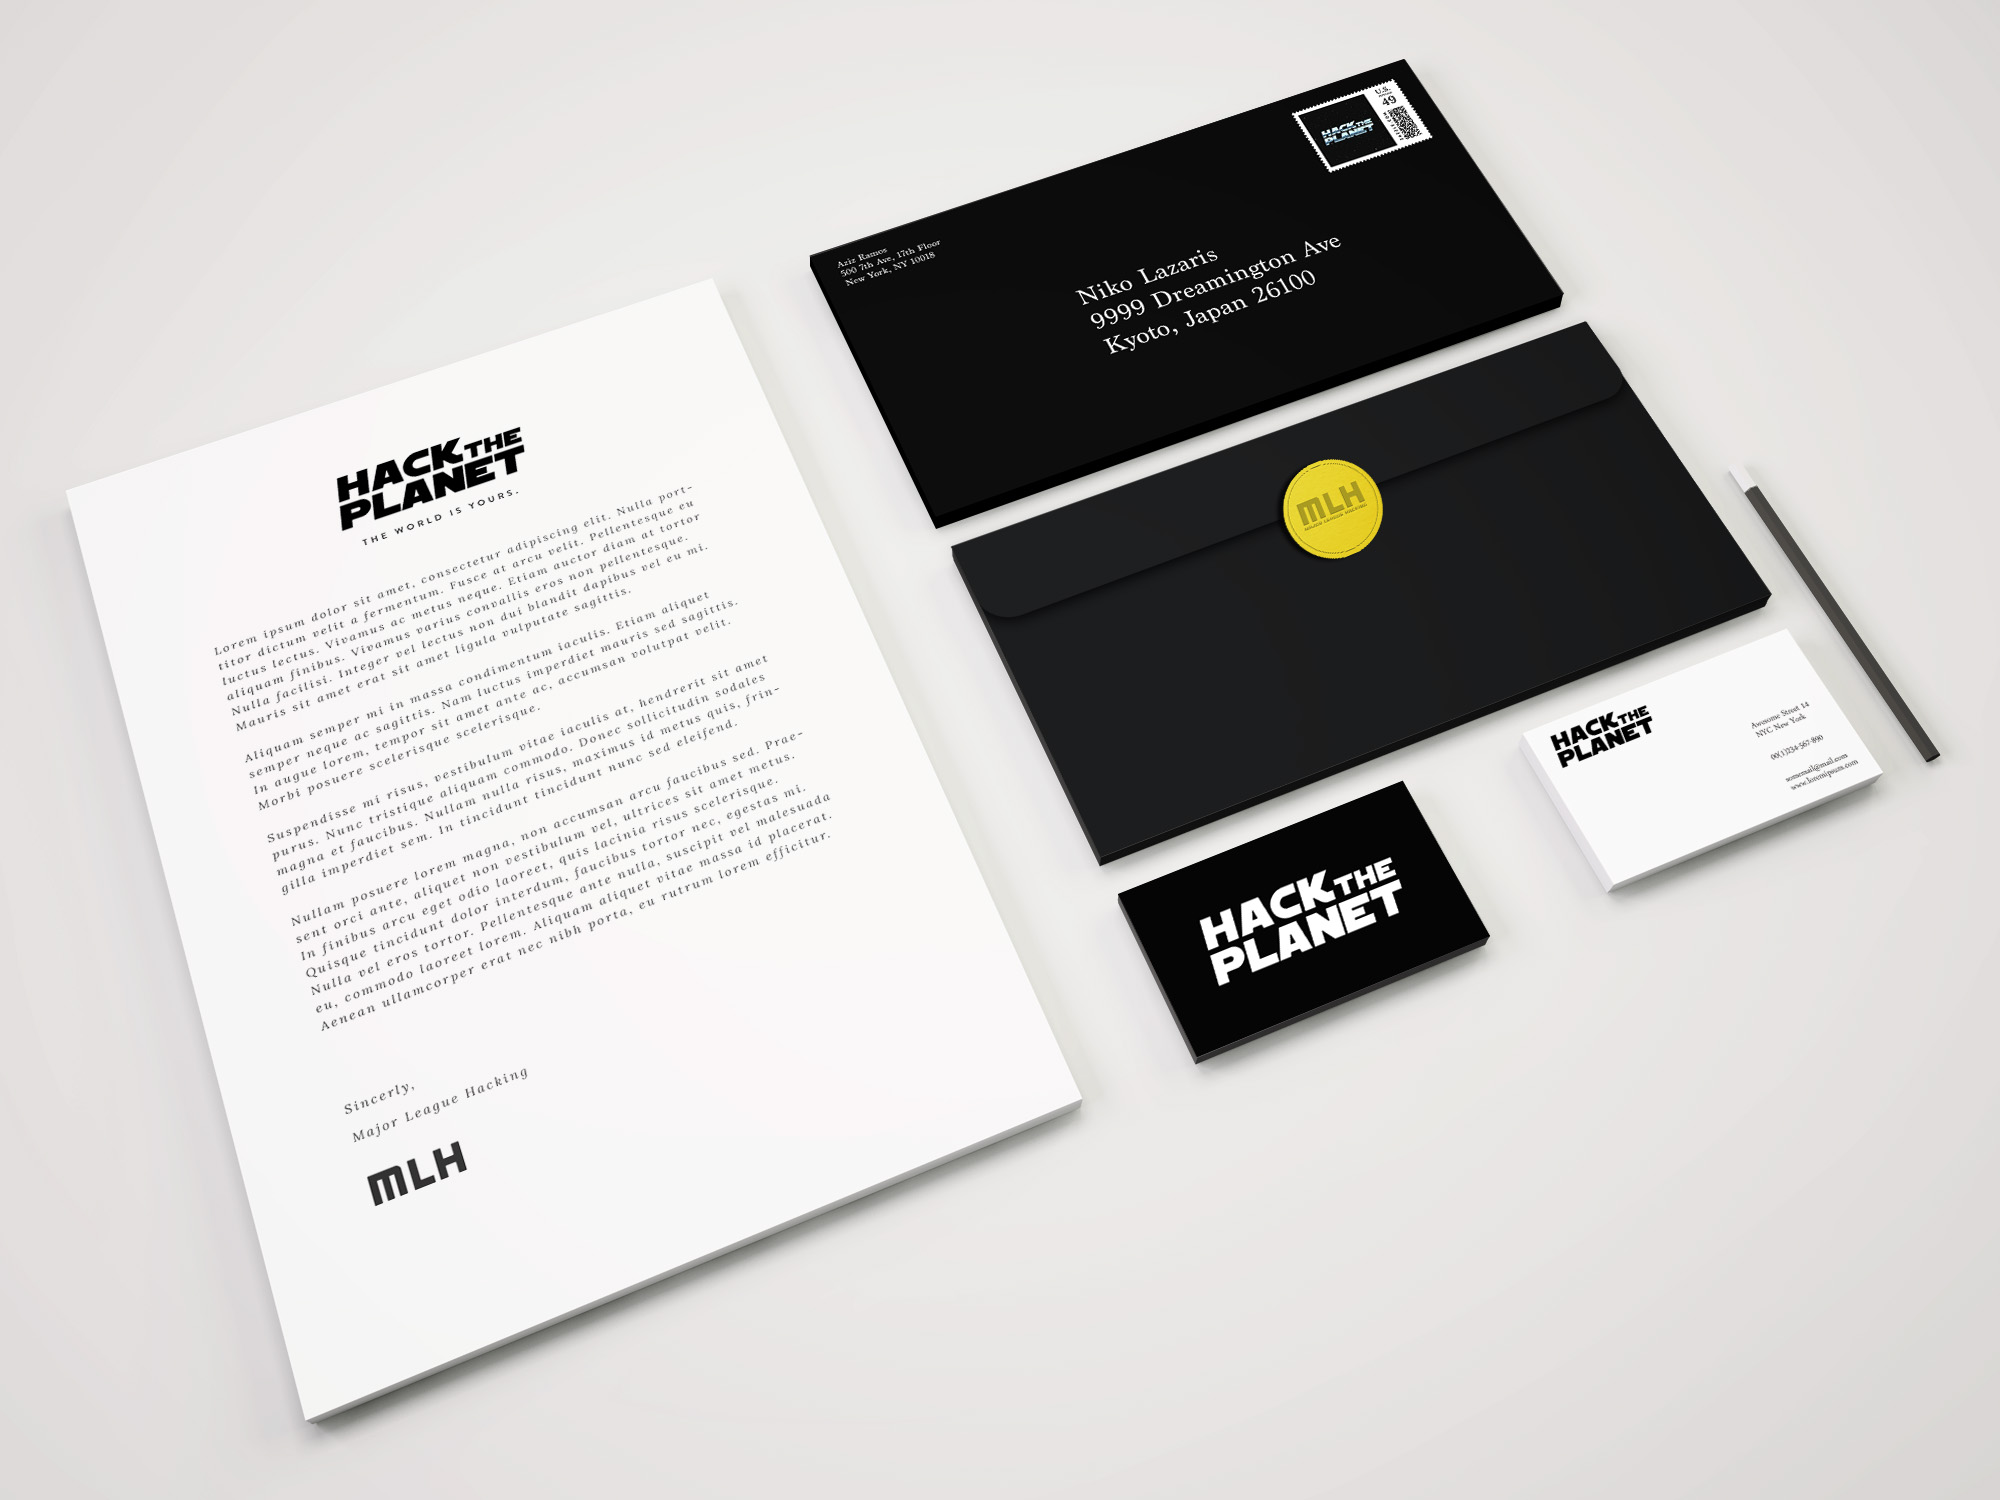 HACK THE
PLANET
THE WORLD IS YOURS.
Lorem ipsum dolor sit amet, consectetur adipiscing elit. Nulla port-
titor dictum velit a fermentum. Fusce at arcu velit. Pellentesque eu
luctus lectus. Vivamus ac metus neque. Etiam auctor diam at tortor
aliquam finibus. Vivamus varius convallis eros non pellentesque.
Nulla facilisi. Integer vel lectus non dui blandit dapibus vel eu mi.
Mauris sit amet erat sit amet ligula vulputate sagittis.
Aliquam semper mi in massa condimentum iaculis. Etiam aliquet
semper neque ac sagittis. Nam luctus imperdiet mauris sed sagittis.
In augue lorem, tempor sit amet ante ac, accumsan volutpat velit.
Morbi posuere scelerisque scelerisque.
Suspendisse mi risus, vestibulum vitae iaculis at, hendrerit sit amet
purus. Nunc tristique aliquam commodo. Donec sollicitudin sodales
magna et faucibus. Nullam nulla risus, maximus id metus quis, frin-
gilla imperdiet sem. In tincidunt tincidunt nunc sed eleifend.
Nullam posuere lorem magna, non accumsan arcu faucibus sed. Prae-
sent orci ante, aliquet non vestibulum vel, ultrices sit amet metus.
In finibus arcu eget odio laoreet, quis lacinia risus scelerisque.
Quisque tincidunt dolor interdum, faucibus tortor nec, egestas mi.
Nulla vel eros tortor. Pellentesque ante nulla, suscipit vel malesuada
eu, commodo laoreet lorem. Aliquam aliquet vitae massa id placerat.
Aenean ullamcorper erat nec nibh porta, eu rutrum lorem efficitur.
Sincerely,
Major League Hacking
MLH
Aziz Ramos
500 7th Ave, 17th Floor
New York, NY 10018
HACK THE
PLANET
U.S.
49
Niko Lazaris
9999 Dreamington Ave
Kyoto, Japan 26100
MLH
MAJOR LEAGUE HACKING
HACK THE
PLANET
HACK THE
PLANET
Awesome Street 14
NYC New York
00(1)234-567-890
somemail@mail.com
www.loremipsum.com